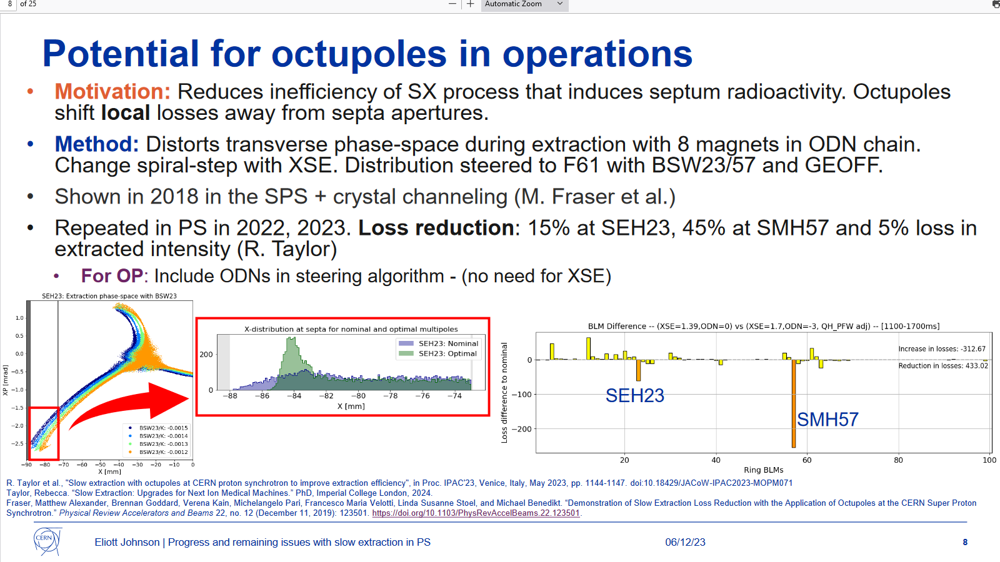 8 of 25
Automatic Zoom
Potential for octupoles in operations
• Motivation: Reduces inefficiency of SX process that induces septum radioactivity. Octupoles
shift local losses away from septa apertures.
• Method: Distorts transverse phase-space during extraction with 8 magnets in ODN chain.
Change spiral-step with XSE. Distribution steered to F61 with BSW23/57 and GEOFF.
• Shown in 2018 in the SPS + crystal channeling (M. Fraser et al.)
• Repeated in PS in 2022, 2023. Loss reduction: 15% at SEH23, 45% at SMH57 and 5% loss in
extracted intensity (R. Taylor)
• For OP: Include ODNs in steering algorithm - (no need for XSE)
SEH23: Extraction phase-space with BSW23
XP [mrad]
1.0
0.5
0.0
−0.5
−1.0
−1.5
−2.0
−2.5
BSW23/K: -0.0015
BSW23/K: -0.0014
BSW23/K: -0.0013
BSW23/K: -0.0012
−90 −80 −70 −60 −50 −40 −30 −20 −10 0
X [mm]
X-distribution at septa for nominal and optimal multipoles
SEH23: Nominal
SEH23: Optimal
200
0
−88 −86 −84 −82 −80 −78 −76 −74
X [mm]
BLM Difference -- (XSE=1.39,ODN=0) vs (XSE=1.7,ODN=-3, QH_PFW adj) -- [1100-1700ms]
Loss difference to nominal
Increase in losses: -312.67
0
Reduction in losses: 433.02
−100
SEH23
SMH57
−200
20 40 60 80 100
Ring BLMs
R. Taylor et al., "Slow extraction with octupoles at CERN proton synchrotron to improve extraction efficiency", in Proc. IPAC'23, Venice, Italy, May 2023, pp. 1144-1147. doi:10.18429/JACoW-IPAC2023-MOPM071
Taylor, Rebecca. “Slow Extraction: Upgrades for Next Ion Medical Machines.” PhD, Imperial College London, 2024.
Fraser, Matthew Alexander, Brennan Goddard, Verena Kain, Michelangelo Pari, Francesco Maria Velotti, Linda Susanne Stoel, and Michael Benedikt. “Demonstration of Slow Extraction Loss Reduction with the Application of Octupoles at the CERN Super Proton
Synchrotron.” Physical Review Accelerators and Beams 22, no. 12 (December 11, 2019): 123501. https://doi.org/10.1103/PhysRevAccelBeams.22.123501.
CERN
Eliott Johnson | Progress and remaining issues with slow extraction in PS
06/12/23
8